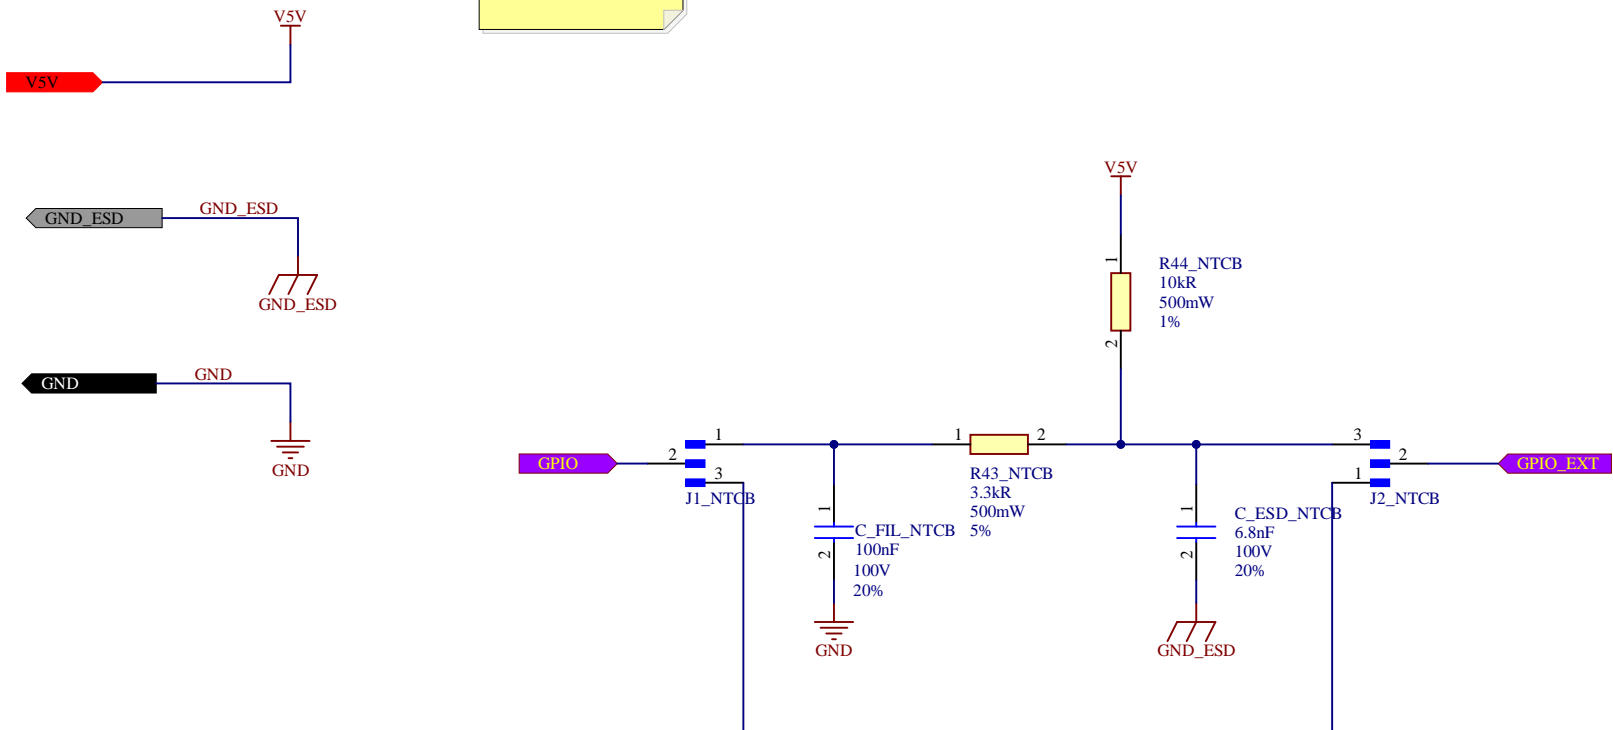 V5V
V5V
V5V
GND_ESD
GND_ESD
GND_ESD
1
R44_NTCB
10kR
500mW
1%
2
GND
GND
GND
GPIO
2
1
3
J1_NTCB
1
2
R43_NTCB
3.3kR
500mW
5%
3
2
1
J2_NTCB
GPIO_EXT
1
2
C_FIL_NTCB
100nF
100V
20%
GND
1
2
C_ESD_NTCB
6.8nF
100V
20%
GND_ESD